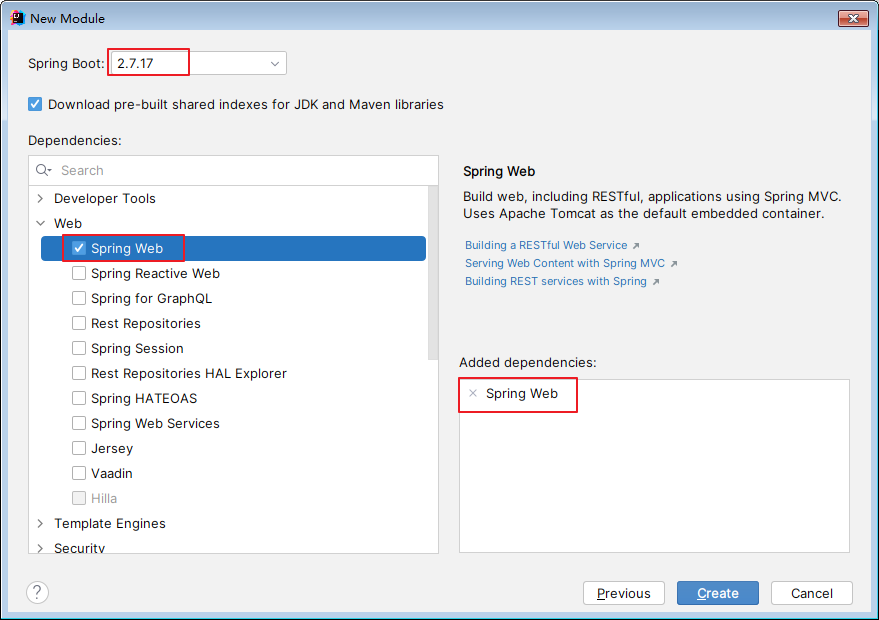 New Module
Spring Boot: 2.7.17
Download pre-built shared indexes for JDK and Maven libraries
Dependencies:
Search
Developer Tools
Web
Spring Web
Spring Reactive Web
Spring for GraphQL
Rest Repositories
Spring Session
Rest Repositories HAL Explorer
Spring HATEOAS
Spring Web Services
Jersey
Vaadin
Hilla
Template Engines
Security
Spring Web
Build web, including RESTful, applications using Spring MVC.
Uses Apache Tomcat as the default embedded container.
Building a RESTful Web Service ↗
Serving Web Content with Spring MVC ↗
Building REST services with Spring ↗
Added dependencies:
× Spring Web
?
Previous
Create
Cancel